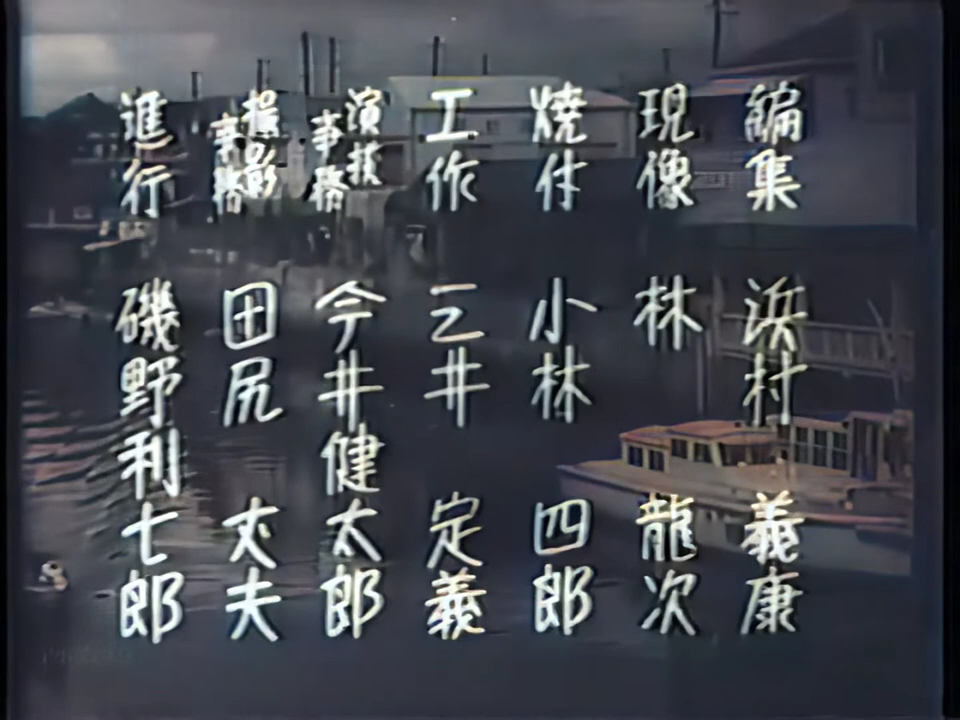 編集 浜村義康
現像 林龍次
焼付 小林四郎
工作 三井定義
演技事務 今井健太郎
撮影事務 田尻丈夫
進行 磯野利七郎